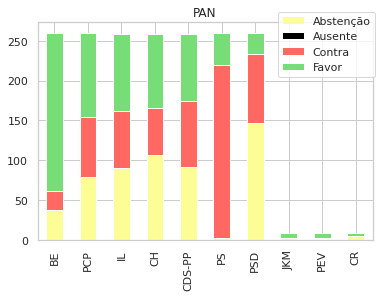 PAN
Abstenção
Ausente
Contra
Favor
250
200
150
100
50
0
BE
PCP
IL
CH
CDS-PP
PS
PSD
JKM
PEV
CR